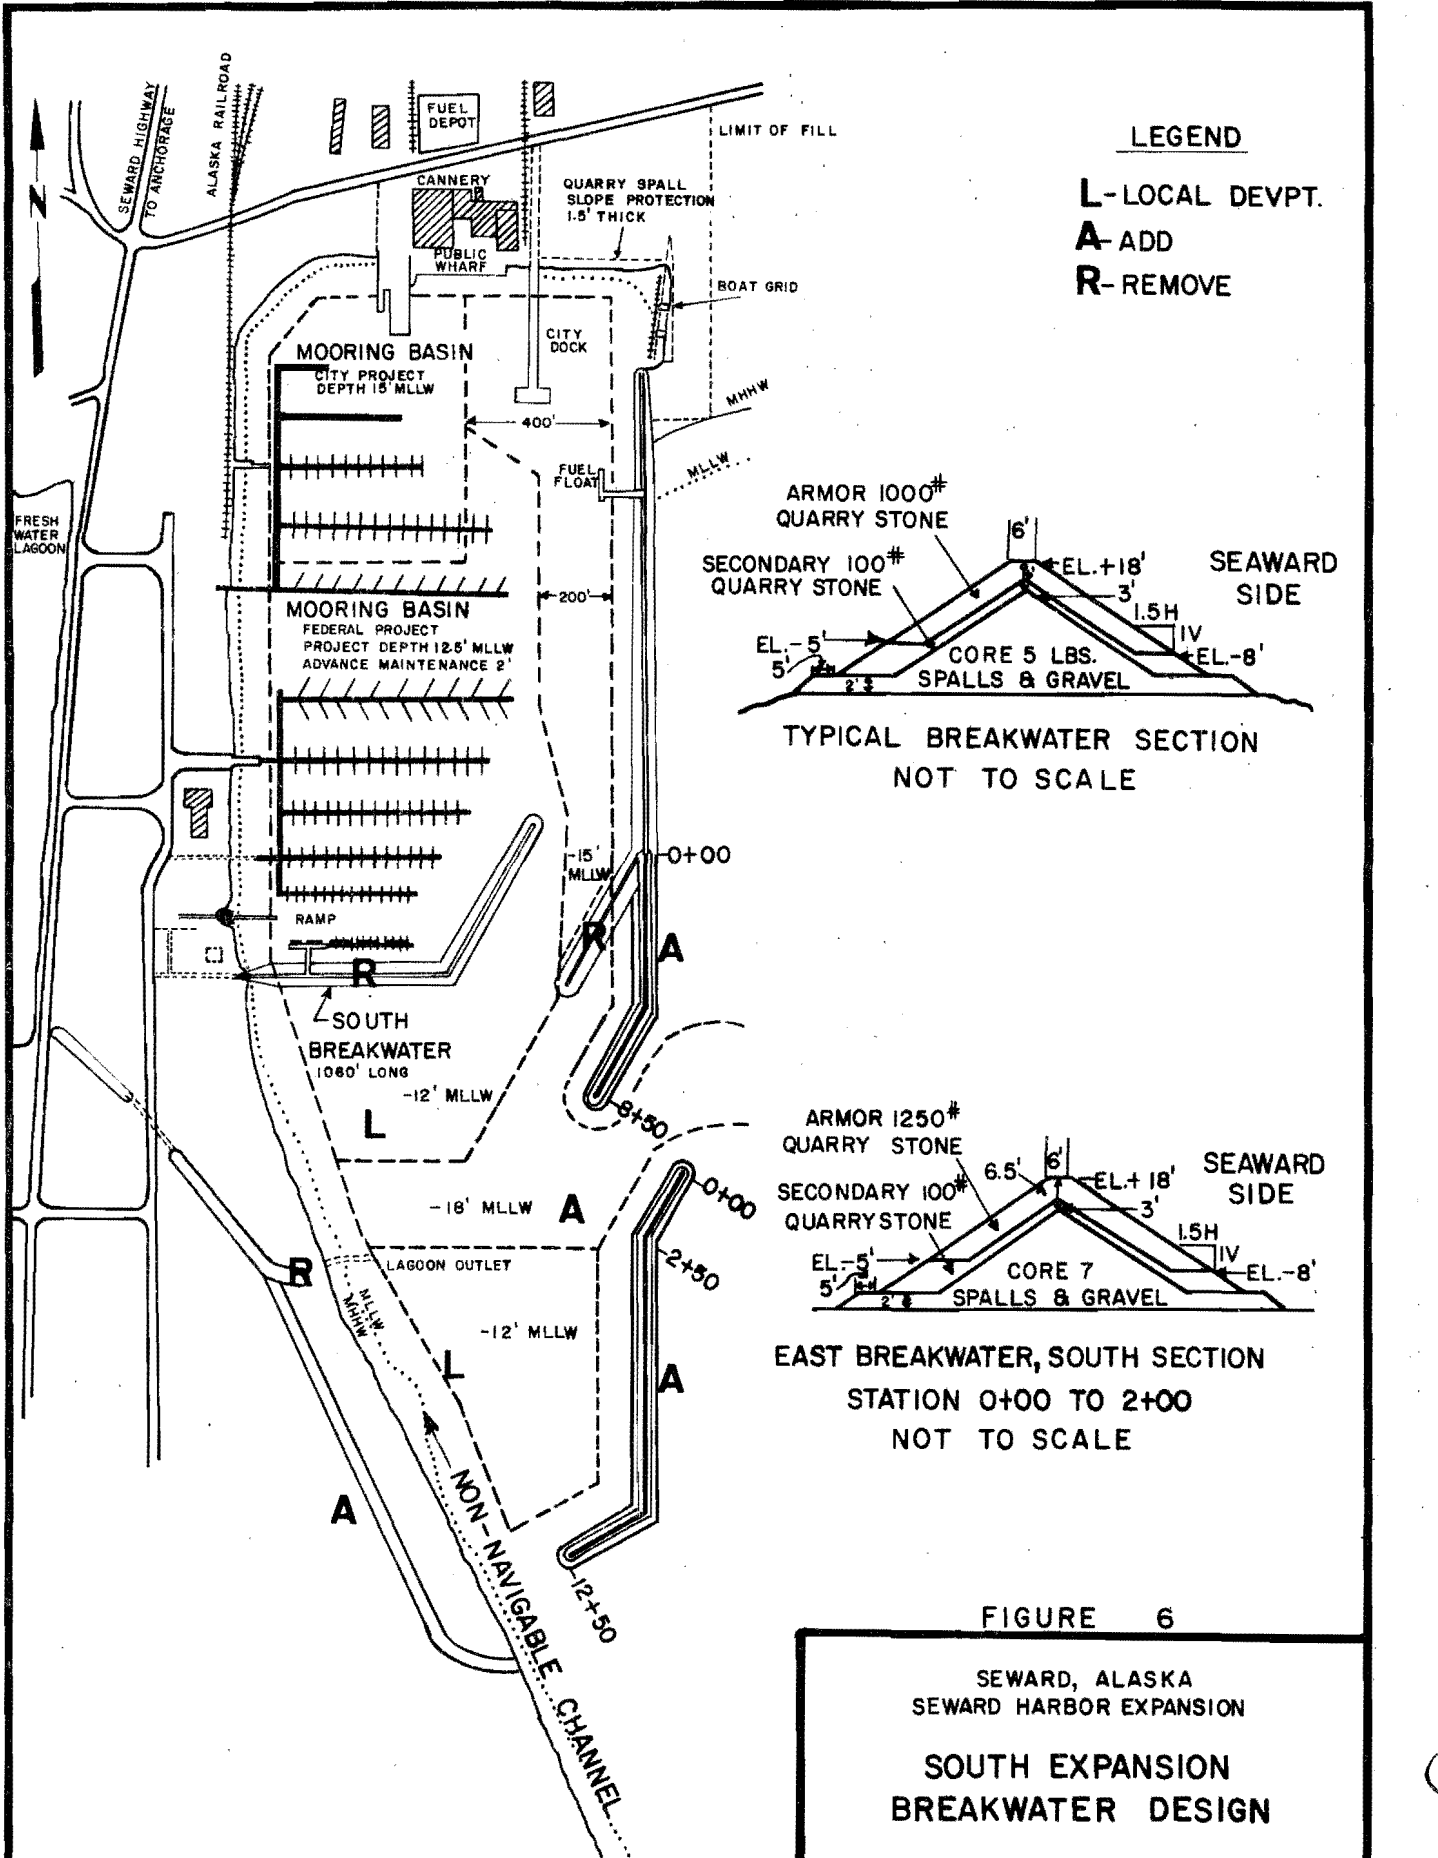 SEWARD HIGHWAY
TO ANCHORAGE
ALASKA RAILROAD
FUEL
DEPOT
LIMIT OF FILL
CANNERY
QUARRY SPALL
SLOPE PROTECTION
1.5' THICK
PUBLIC
WHARF
BOAT GRID
N
LEGEND
L-LOCAL DEVPT.
A-ADD
R-REMOVE
CITY
DOCK
MOORING BASIN
CITY PROJECT
DEPTH 15' MLLW
400'
MHHW
MLLW
FUEL
FLOAT
FRESH
WATER
LAGOON
200'
MOORING BASIN
FEDERAL PROJECT
PROJECT DEPTH 12.5' MLLW
ADVANCE MAINTENANCE 2'
ARMOR 1000#
QUARRY STONE
6'
SECONDARY 100#
QUARRY STONE
EL.+18'
3'
SEAWARD
SIDE
1.5H
1V
EL.-5'
5'
2'
EL.-8'
CORE 5 LBS.
SPALLS & GRAVEL
TYPICAL BREAKWATER SECTION
NOT TO SCALE
-15'
MLLW
0+00
RAMP
R
A
R
SOUTH
BREAKWATER
1060' LONG
-12' MLLW
L
8+50
-18' MLLW
A
0+00
2+50
R
LAGOON OUTLET
MLLW
MHHW
-12' MLLW
L
A
A
NON-NAVIGABLE CHANNEL
12+50
ARMOR 1250#
QUARRY STONE
6.5'
6'
SECONDARY 100#
QUARRY STONE
EL.+18'
3'
SEAWARD
SIDE
1.5H
1V
EL.-5'
5'
2'
EL.-8'
CORE 7
SPALLS & GRAVEL
EAST BREAKWATER, SOUTH SECTION
STATION 0+00 TO 2+00
NOT TO SCALE
FIGURE 6
SEWARD, ALASKA
SEWARD HARBOR EXPANSION
SOUTH EXPANSION
BREAKWATER DESIGN